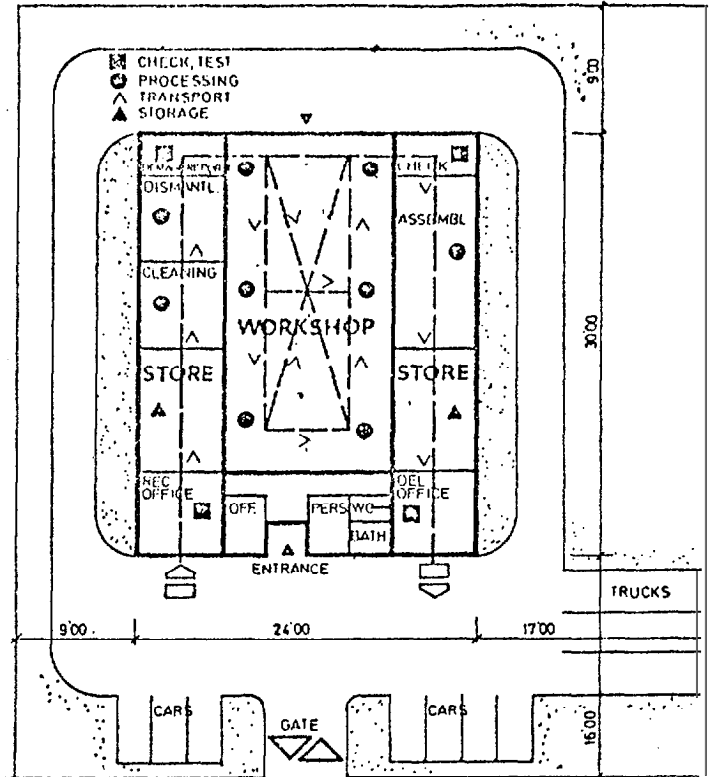 CHECK, TEST
PROCESSING
TRANSPORT
STORAGE
9'00
CHECK
DISMANTL.
ASSEMBL
CLEANING
30'00
WORKSHOP
STORE
STORE
REC
OFFICE
DEL
OFFICE
OFF.
PERS.
WC
BATH
ENTRANCE
TRUCKS
9'00
24'00
17'00
CARS
GATE
CARS
16'00